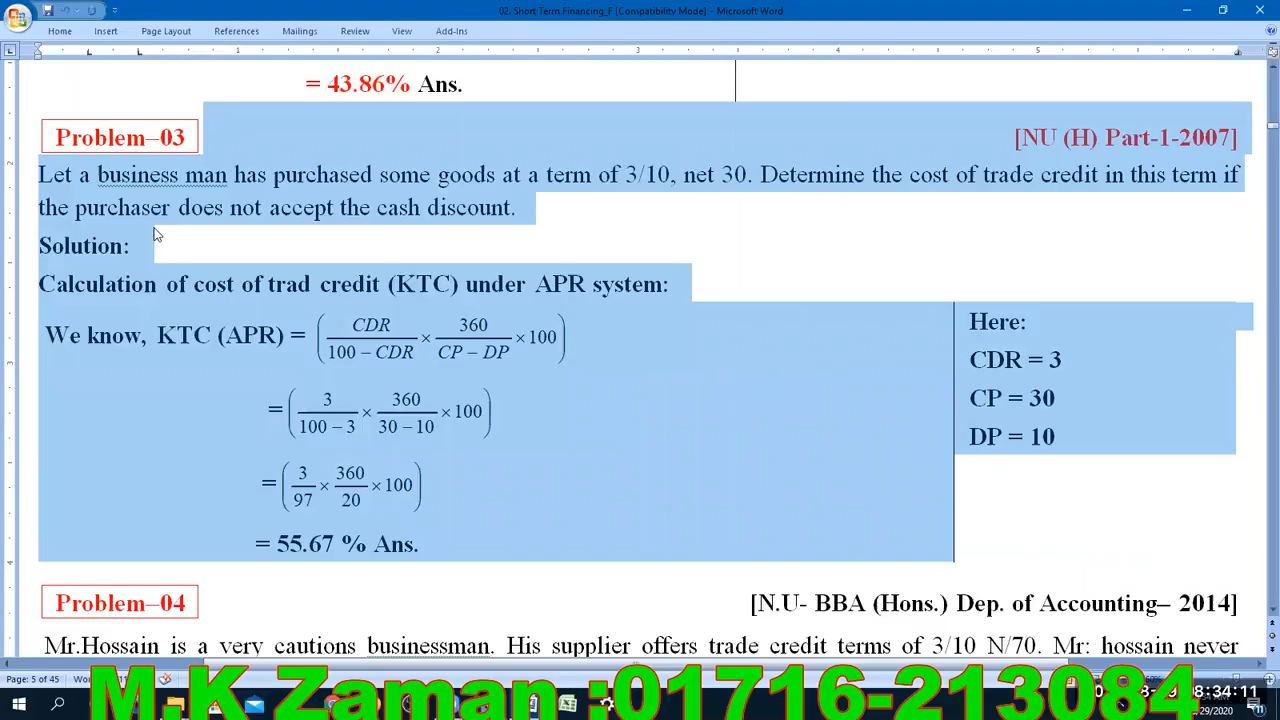 02. Short Term Financing_F [Compatibility Mode] - Microsoft Word
Home Insert Page Layout References Mailings Review View Add-Ins
1 2 3 4 5
= 43.86% Ans.
Problem–03 [NU (H) Part-1-2007]
Let a business man has purchased some goods at a term of 3/10, net 30. Determine the cost of trade credit in this term if
the purchaser does not accept the cash discount.
Solution:
Calculation of cost of trad credit (KTC) under APR system:
We know, KTC (APR) = (CDR/(100 − CDR) × 360/(CP − DP) × 100)
= (3/(100 − 3) × 360/(30 − 10) × 100)
= (3/97 × 360/20 × 100)
= 55.67 % Ans.
Here:
CDR = 3
CP = 30
DP = 10
Problem–04 [N.U- BBA (Hons.) Dep. of Accounting– 2014]
Mr.Hossain is a very cautions businessman. His supplier offers trade credit terms of 3/10 N/70. Mr: hossain never
Page: 5 of 45
M.K Zaman :01716-213084